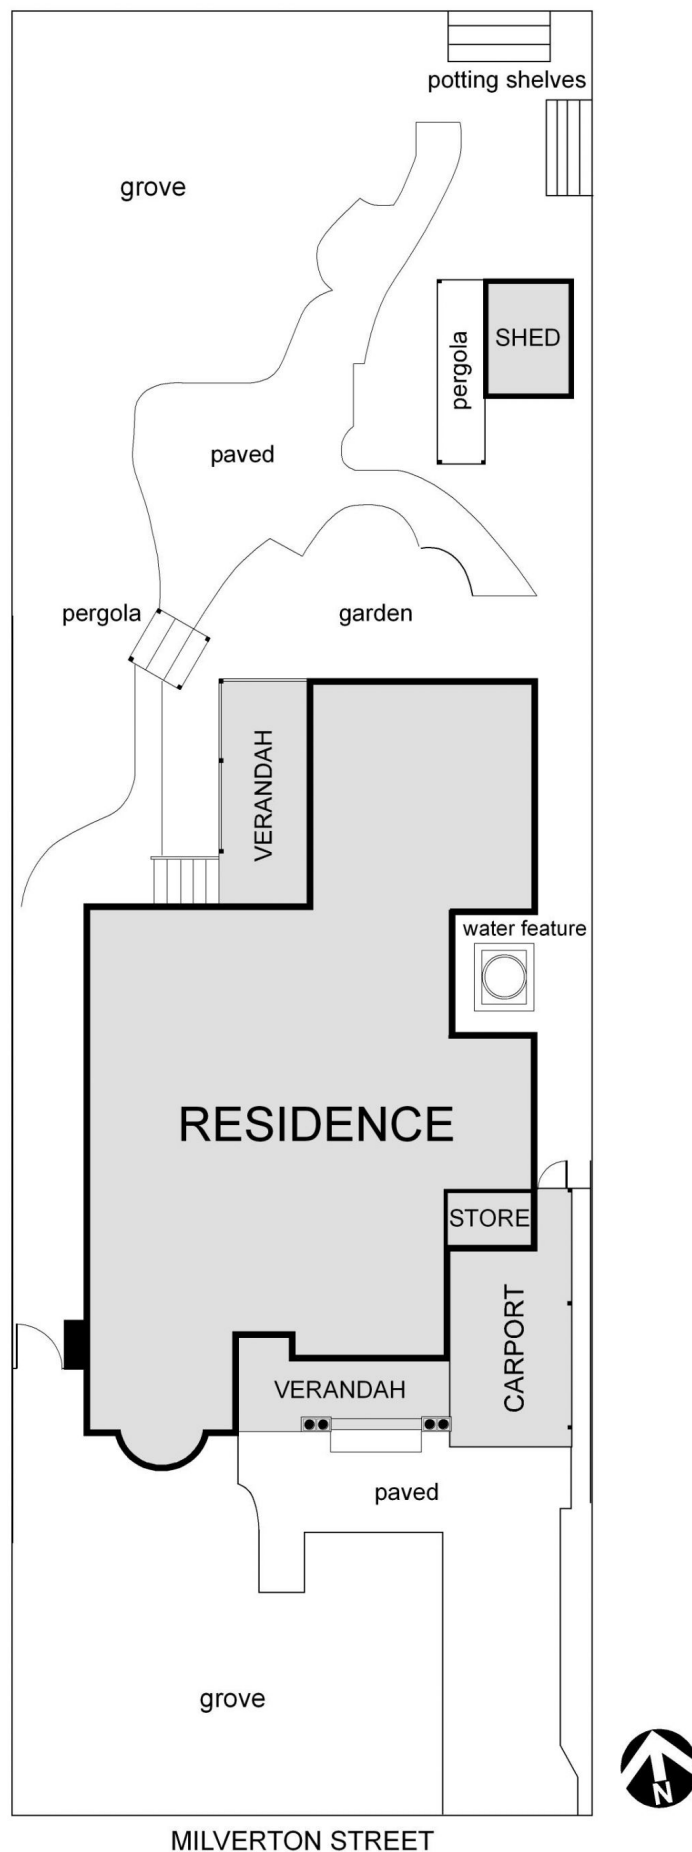 potting shelves
grove
SHED
pergola
paved
pergola
garden
VERANDAH
water feature
RESIDENCE
STORE
CARPORT
VERANDAH
paved
grove
N
MILVERTON STREET